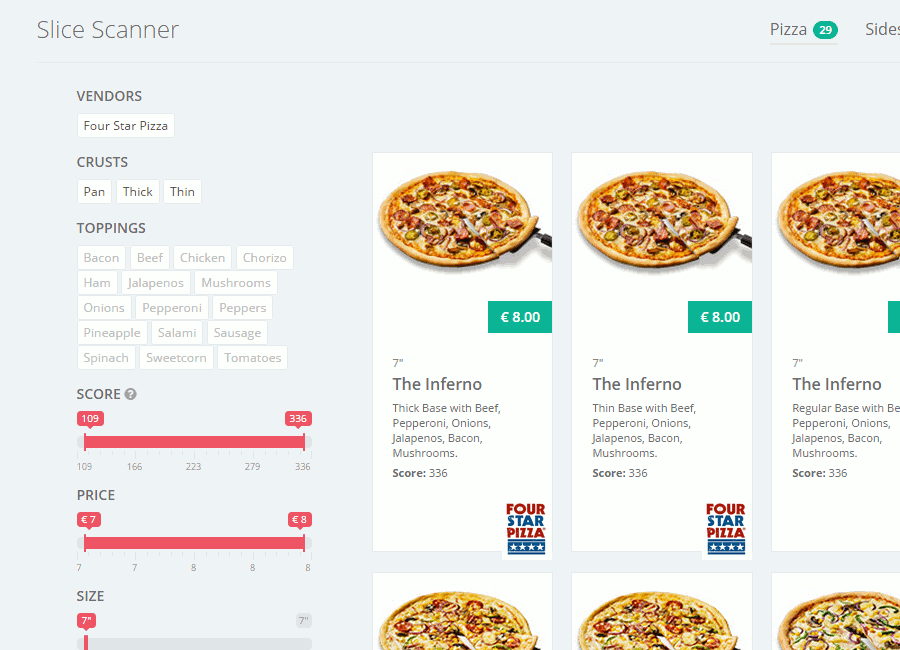 Slice Scanner
Pizza 29 Sides
VENDORS
Four Star Pizza
CRUSTS
Pan Thick Thin
TOPPINGS
Bacon Beef Chicken Chorizo
Ham Jalapenos Mushrooms
Onions Pepperoni Peppers
Pineapple Salami Sausage
Spinach Sweetcorn Tomatoes
SCORE ?
109 336
109 166 223 279 336
PRICE
€ 7 € 8
7 7 8 8 8
SIZE
7" 7"
€ 8.00
7"
The Inferno
Thick Base with Beef,
Pepperoni, Onions,
Jalapenos, Bacon,
Mushrooms.
Score: 336
FOUR
STAR
PIZZA
€ 8.00
7"
The Inferno
Thin Base with Beef,
Pepperoni, Onions,
Jalapenos, Bacon,
Mushrooms.
Score: 336
FOUR
STAR
PIZZA
7"
The Inferno
Regular Base with Be
Pepperoni, Onions,
Jalapenos, Bacon,
Mushrooms.
Score: 336